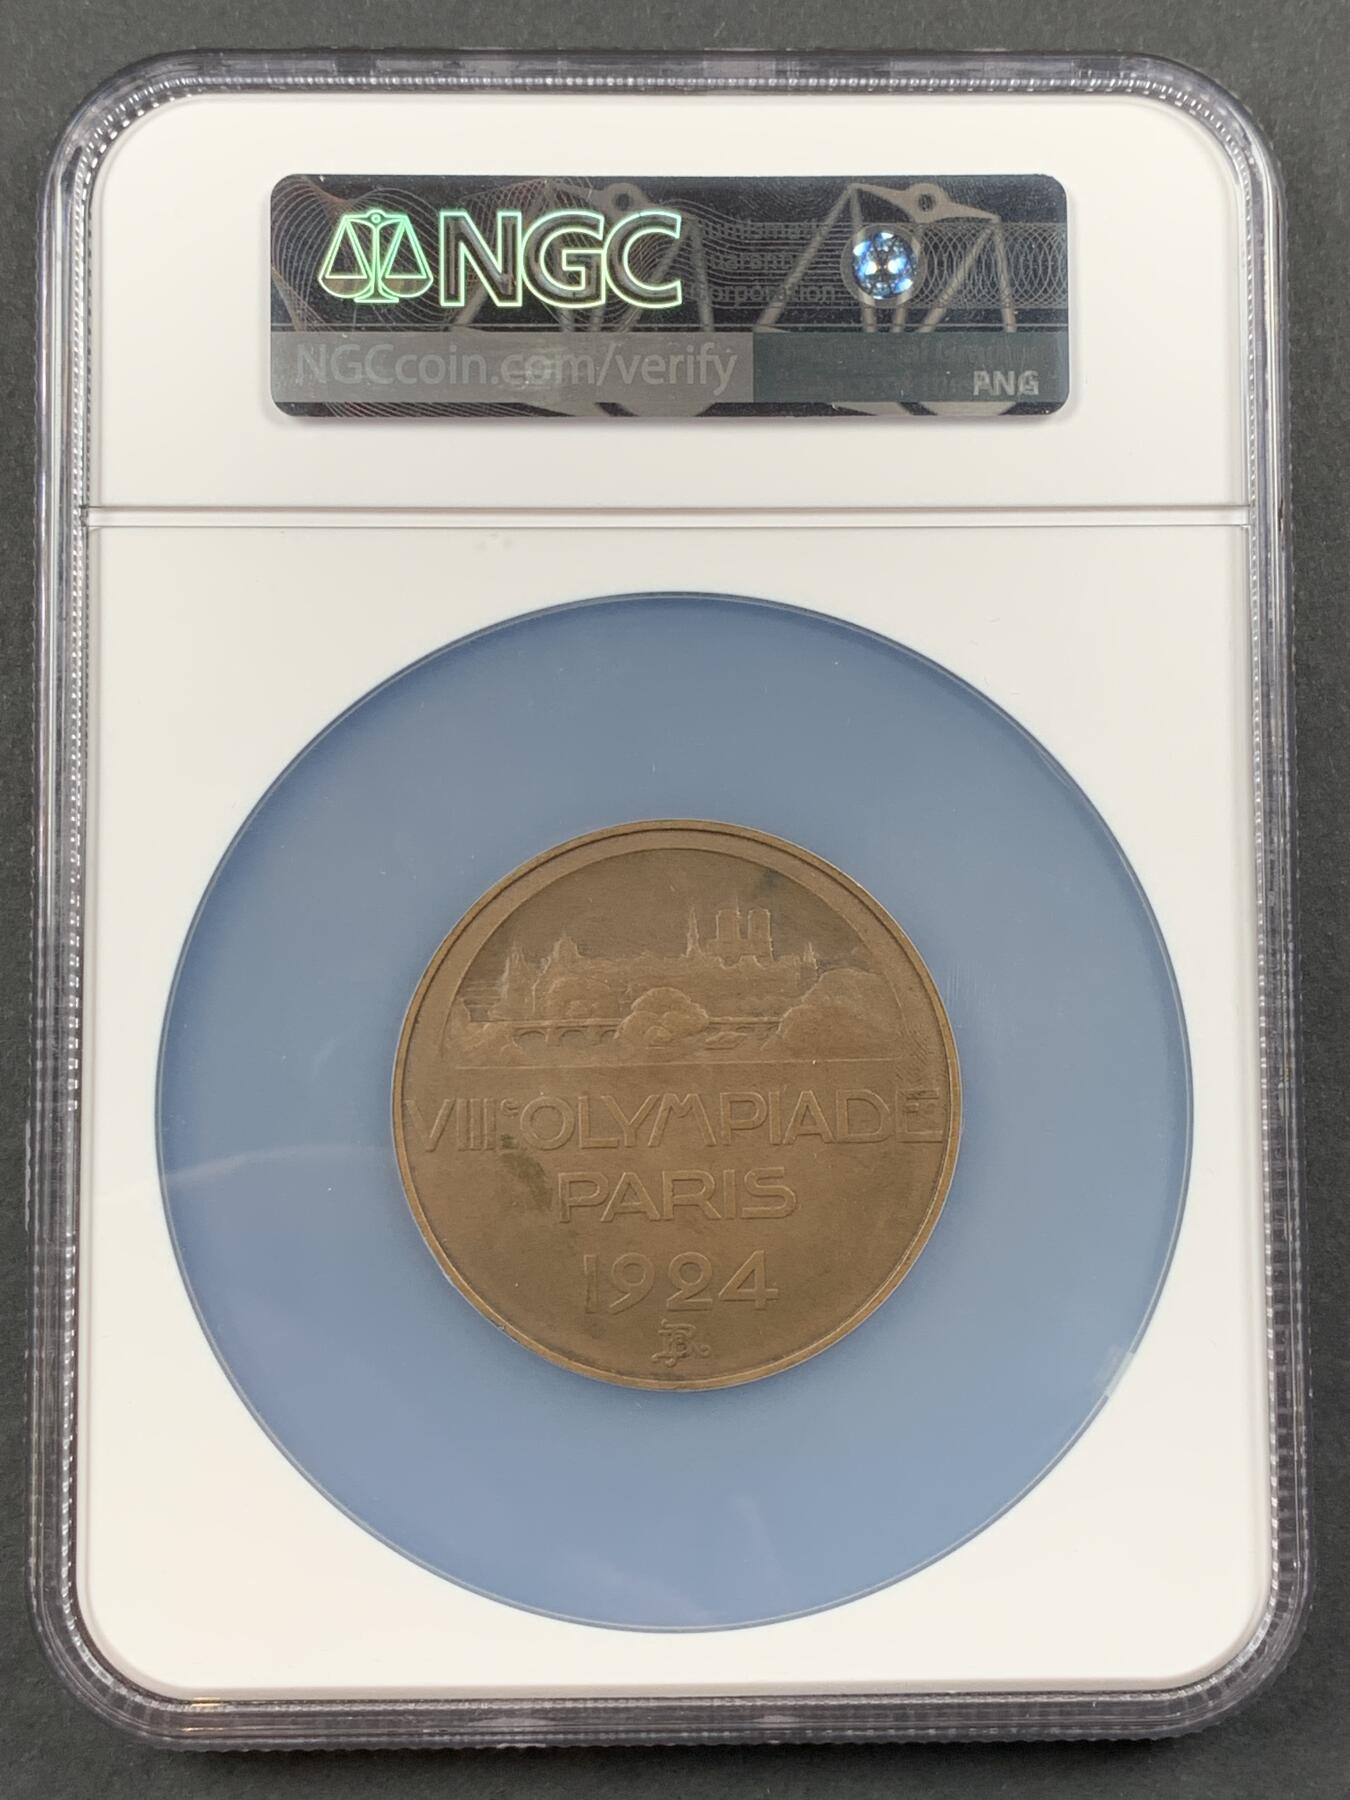 NGC
NGCcoin.com/verify
PNG
VIIIᵉ OLYMPIADE
PARIS
1924